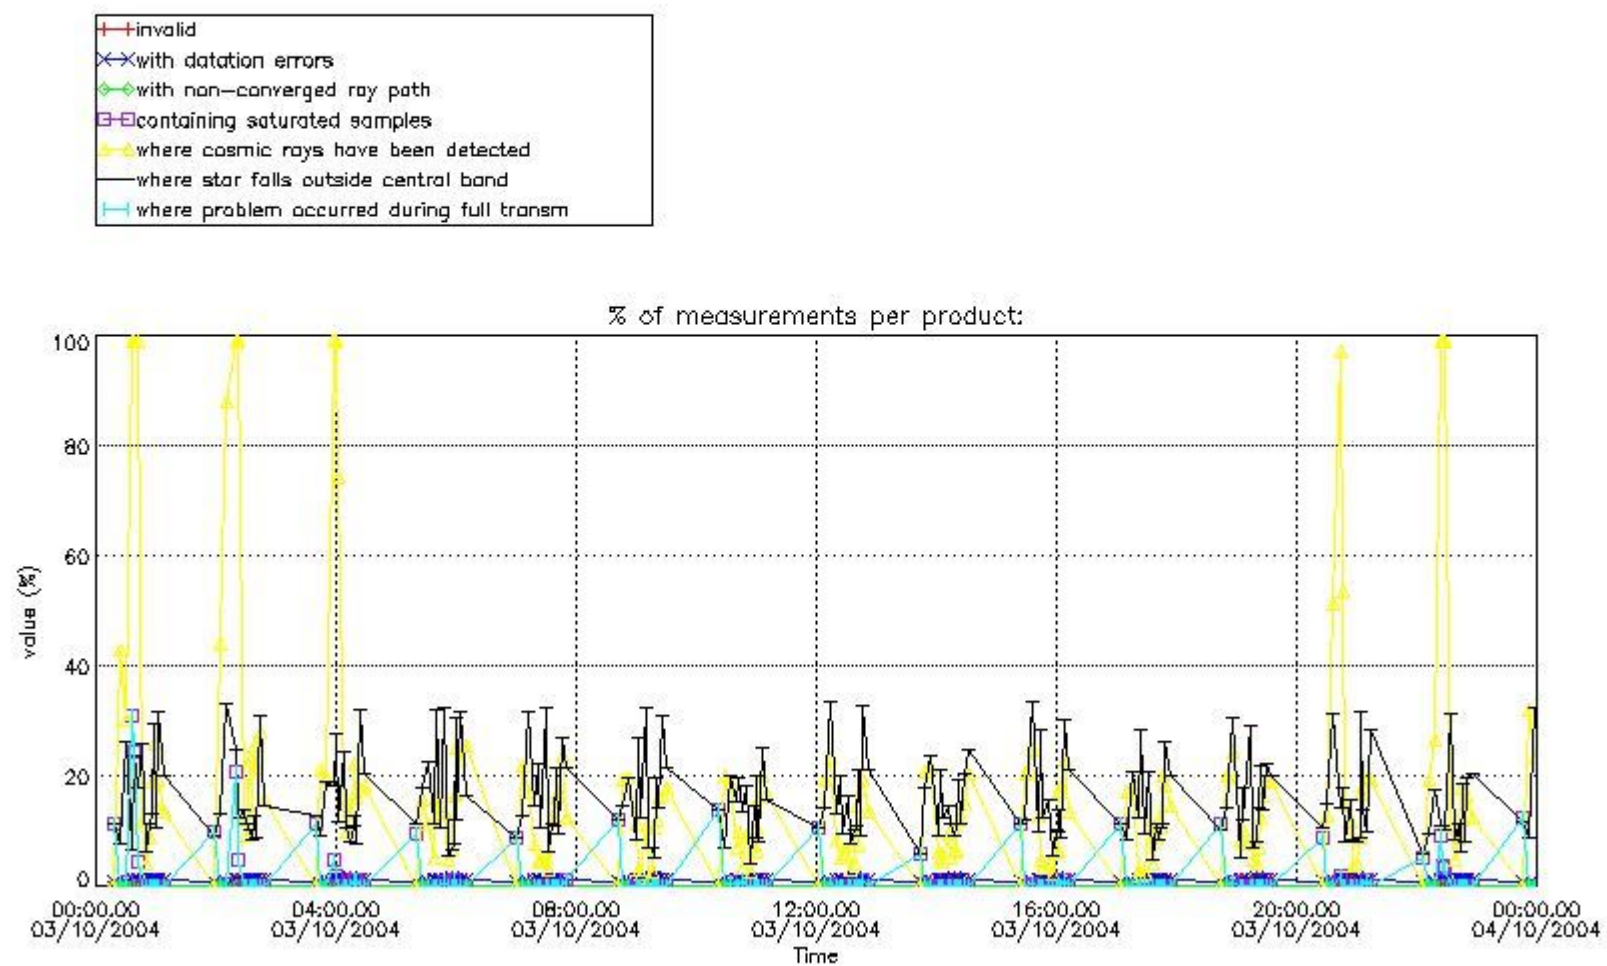 invalid
with datation errors
with non-converged ray path
containing saturated samples
where cosmic rays have been detected
where star falls outside central band
where problem occurred during full transm
% of measurements per product:
100
80
60
40
20
0
value (%)
00:00:00 04:00:00 08:00:00 12:00:00 16:00:00 20:00:00 00:00:00
03/10/2004 03/10/2004 03/10/2004 03/10/2004 03/10/2004 03/10/2004 04/10/2004
Time